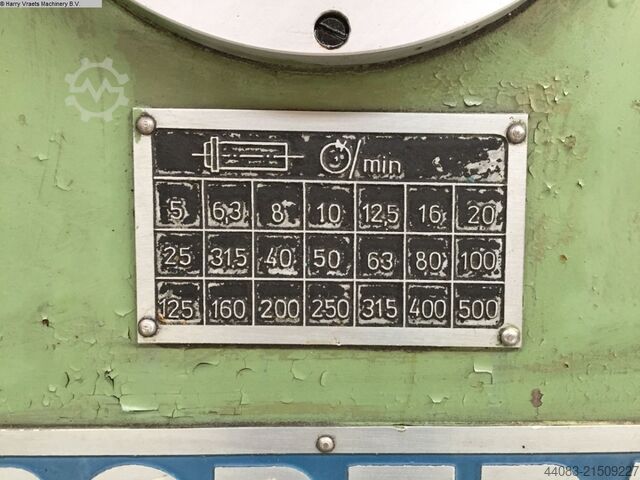 © Harry Vraets Machinery B.V.
/min
5 6,3 8 10 12,5 16 20
25 31,5 40 50 63 80 100
125 160 200 250 315 400 500
44083-21509227